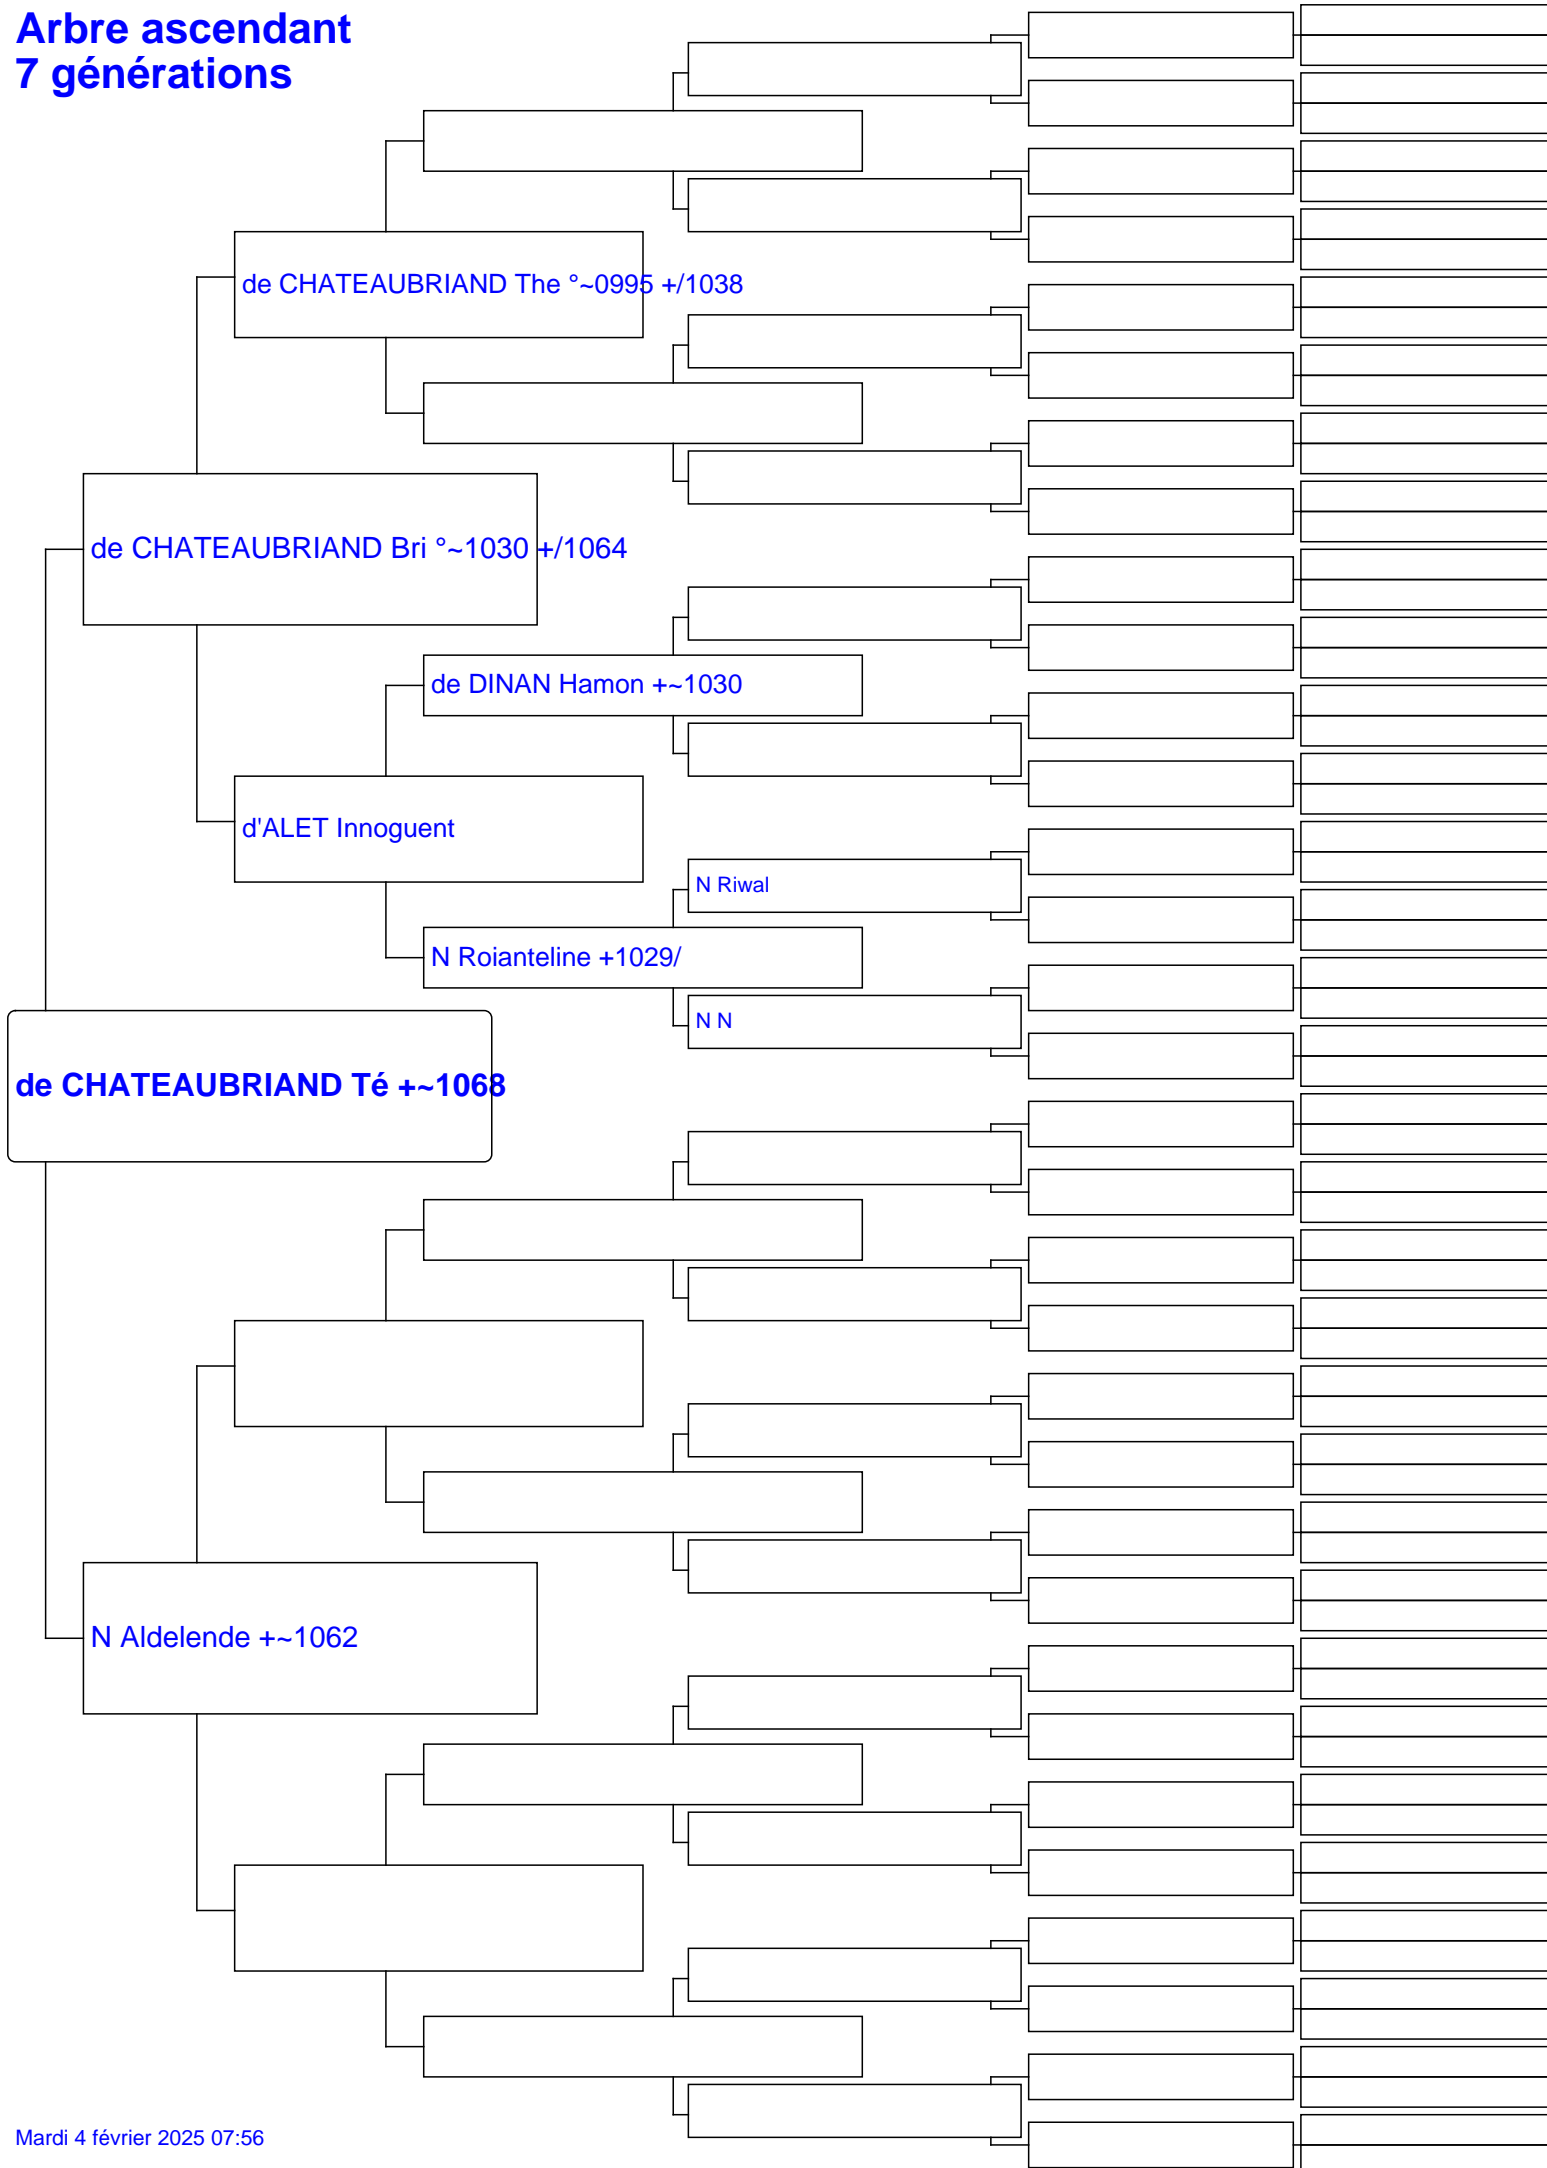 Arbre ascendant
7 générations
de CHATEAUBRIAND The °~0995 +/1038
de CHATEAUBRIAND Bri °~1030 +/1064
de DINAN Hamon +~1030
d'ALET Innoguent
N Riwal
N Roianteline +1029/
N N
de CHATEAUBRIAND Té +~1068
N Aldelende +~1062
Mardi 4 février 2025 07:56